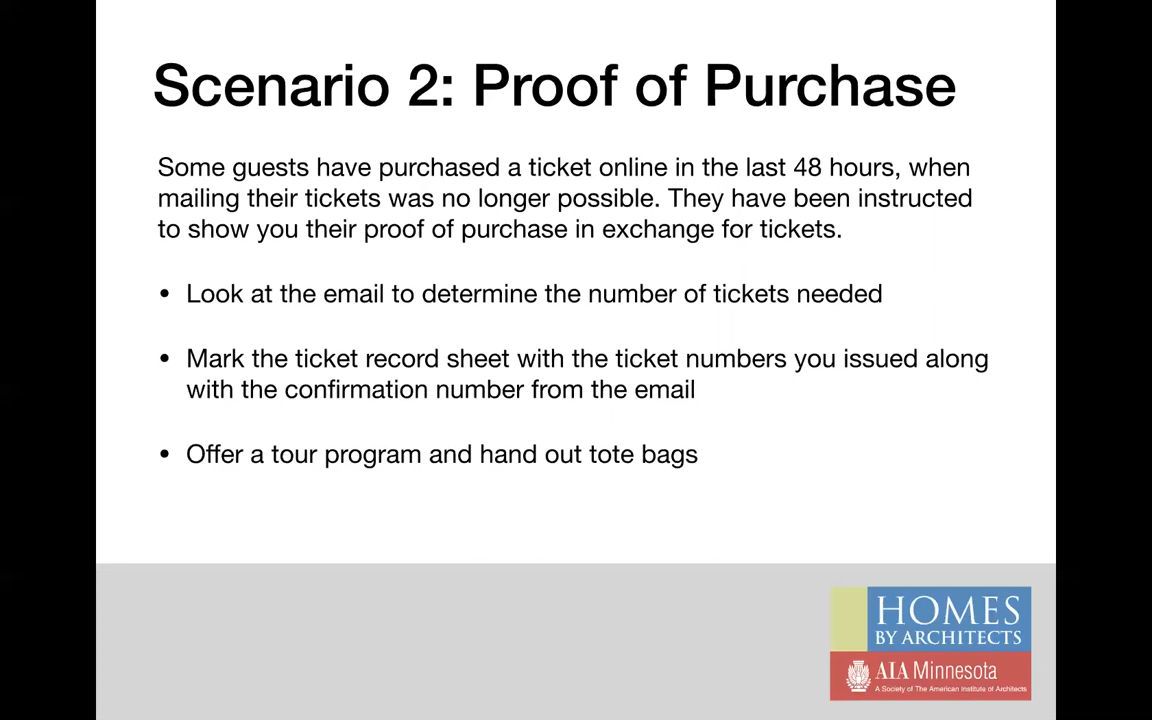 Scenario 2: Proof of Purchase
Some guests have purchased a ticket online in the last 48 hours, when
mailing their tickets was no longer possible. They have been instructed
to show you their proof of purchase in exchange for tickets.
• Look at the email to determine the number of tickets needed
• Mark the ticket record sheet with the ticket numbers you issued along
with the confirmation number from the email
• Offer a tour program and hand out tote bags
HOMES
BY ARCHITECTS
AIA Minnesota
A Society of The American Institute of Architects